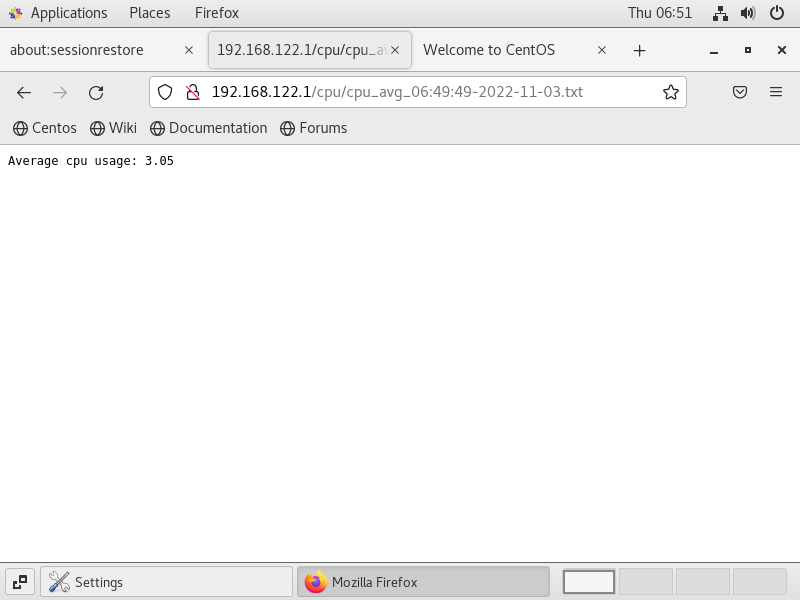 Applications Places Firefox Thu 06:51
about:sessionrestore 192.168.122.1/cpu/cpu_av Welcome to CentOS
192.168.122.1/cpu/cpu_avg_06:49:49-2022-11-03.txt
Centos Wiki Documentation Forums
Average cpu usage: 3.05
Settings Mozilla Firefox